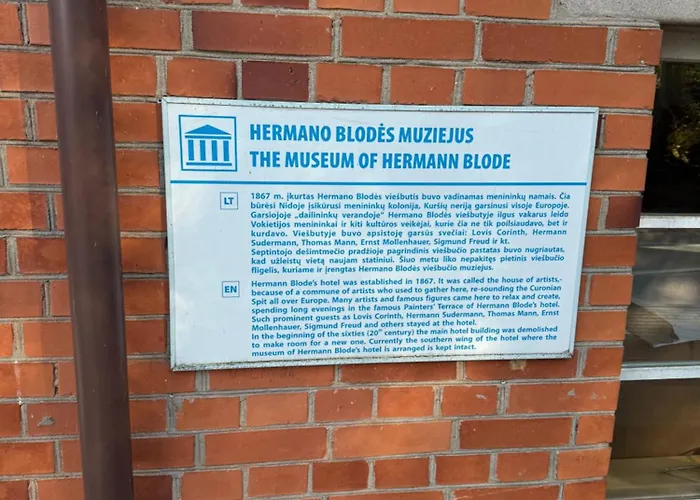 HERMANO BLODĖS MUZIEJUS
THE MUSEUM OF HERMANN BLODE
LT
1867 m. įkurtas Hermano Blodės viešbutis buvo vadinamas menininkų namais. Čia
būrėsi Nidoje įsikūrusi menininkų kolonija, Kuršių neriją garsinusi visoje Europoje.
Garsiojoje „dailininkų verandoje" Hermano Blodės viešbutyje ilgus vakarus leido
Vokietijos menininkai ir kiti kultūros veikėjai, kurie čia ne tik poilsiaudavo, bet ir
kurdavo. Viešbutyje buvo apsistoję garsūs svečiai: Lovis Corinth, Hermann
Sudermann, Thomas Mann, Ernst Mollenhauer, Sigmund Freud ir kt.
Septintojo dešimtmečio pradžioje pagrindinis viešbučio pastatas buvo nugriautas,
kad užleistų vietą naujam statiniui. Šiuo metu liko nepakitęs pietinis viešbučio
fligelis, kuriame ir įrengtas Hermano Blodės viešbučio muziejus.
EN
Hermann Blode's hotel was established in 1867. It was called the house of artists,-
because of a commune of artists who used to gather here, re-sounding the Curonian
Spit all over Europe. Many artists and famous figures came here to relax and create,
spending long evenings in the famous Painters' Terrace of Hermann Blode's hotel.
Such prominent guests as Lovis Corinth, Hermann Sudermann, Thomas Mann, Ernst
Mollenhauer, Sigmund Freud and others stayed at the hotel.
In the beginning of the sixties (20th century) the main hotel building was demolished
to make room for a new one. Currently the southern wing of the hotel where the
museum of Hermann Blode's hotel is arranged is kept intact.